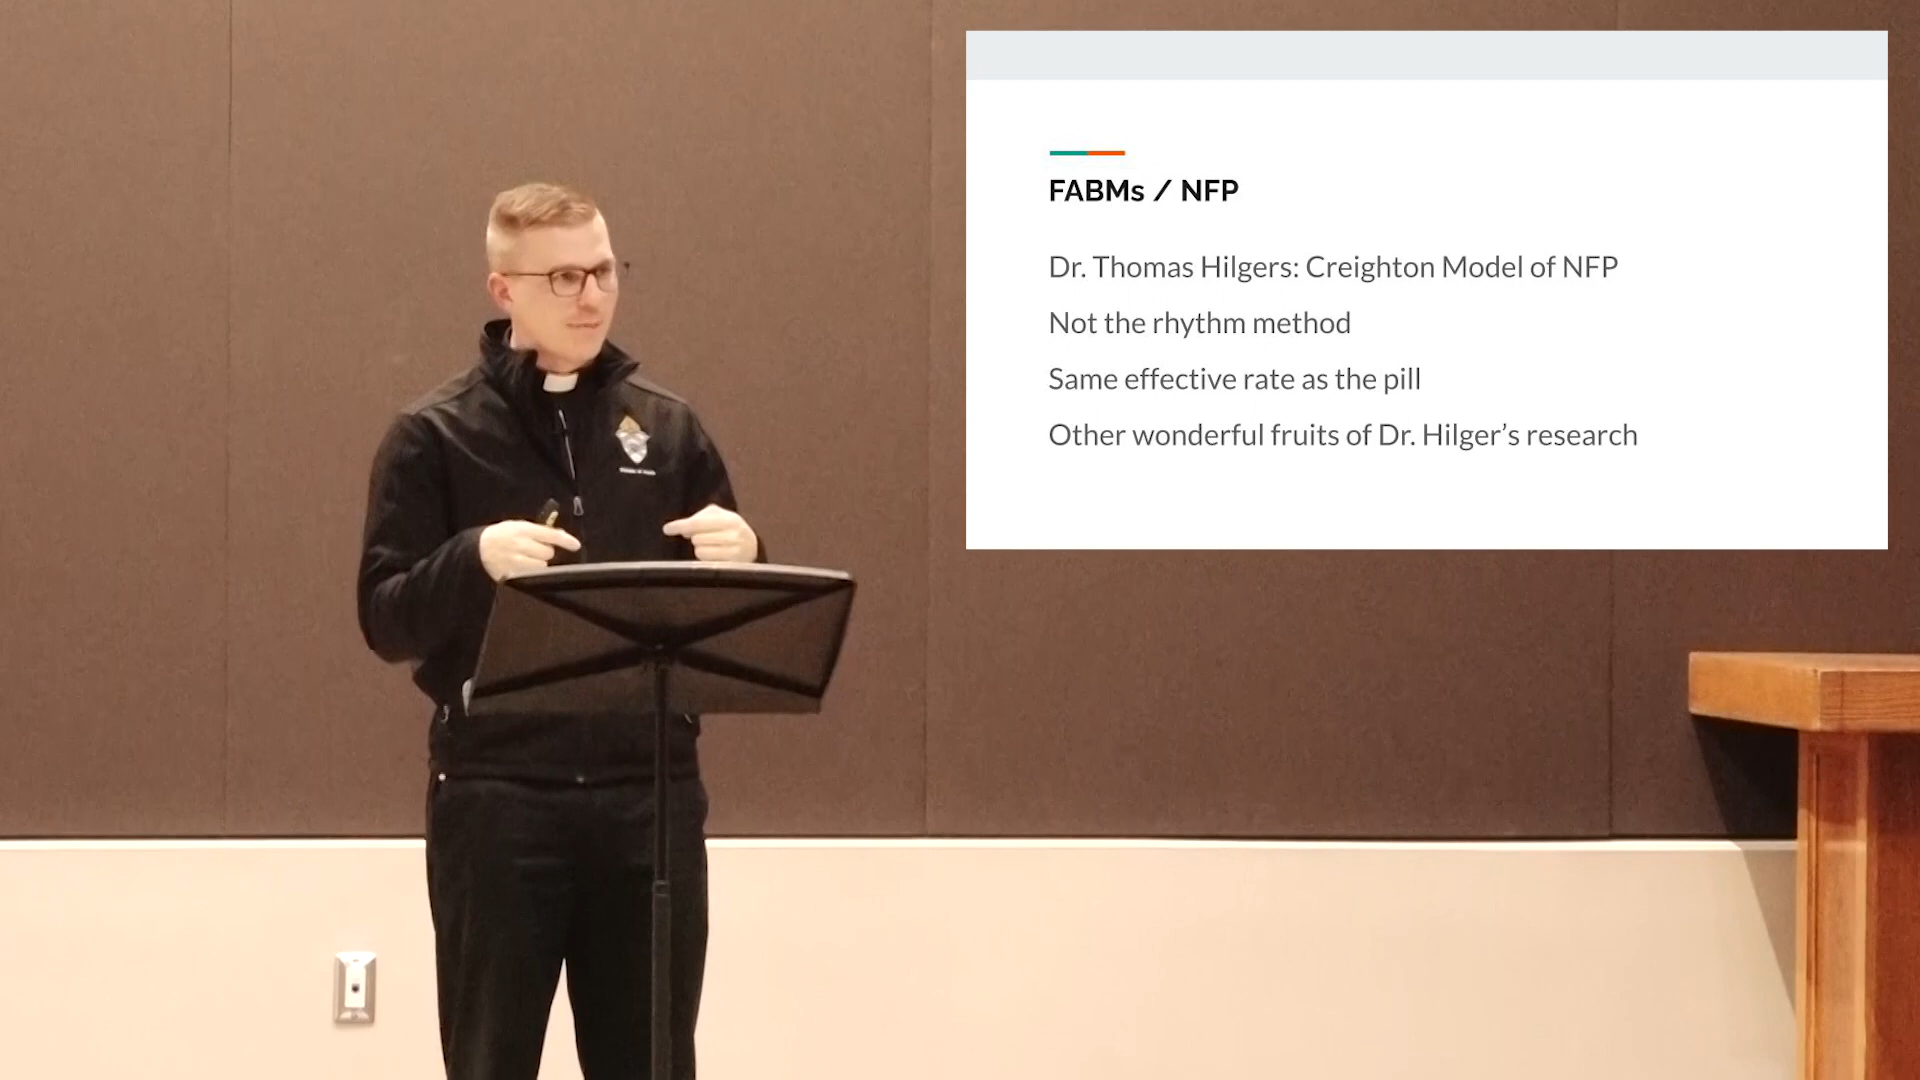 FABMs / NFP
Dr. Thomas Hilgers: Creighton Model of NFP
Not the rhythm method
Same effective rate as the pill
Other wonderful fruits of Dr. Hilger’s research